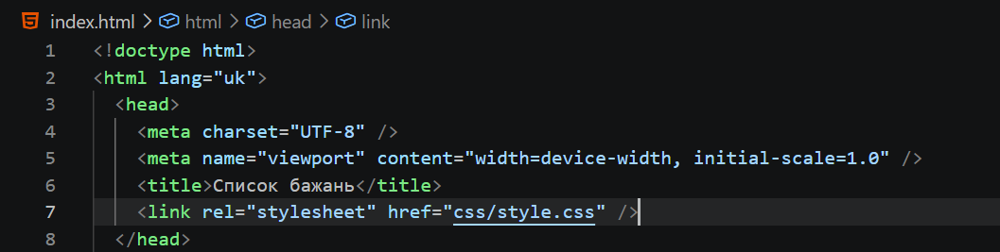 index.html > html > head > link
1 <!doctype html>
2 <html lang="uk">
3 <head>
4 <meta charset="UTF-8" />
5 <meta name="viewport" content="width=device-width, initial-scale=1.0" />
6 <title>Список бажань</title>
7 <link rel="stylesheet" href="css/style.css" />
8 </head>